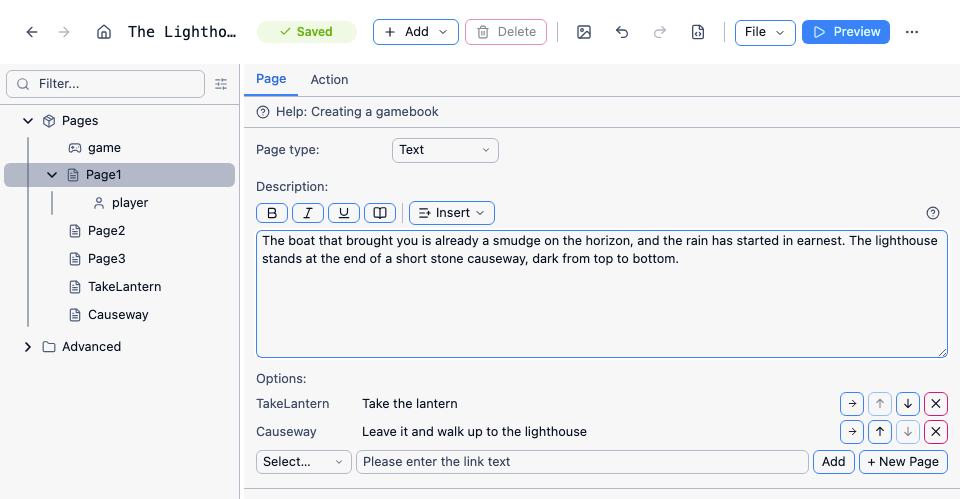 The Lightho...
Saved
Add
Delete
File
Preview
Filter...
Page
Action
Help: Creating a gamebook
Pages
game
Page1
player
Page2
Page3
TakeLantern
Causeway
Advanced
Page type:
Text
Description:
B I U
Insert
The boat that brought you is already a smudge on the horizon, and the rain has started in earnest. The lighthouse
stands at the end of a short stone causeway, dark from top to bottom.
Options:
TakeLantern Take the lantern
Causeway Leave it and walk up to the lighthouse
Select... Please enter the link text Add + New Page